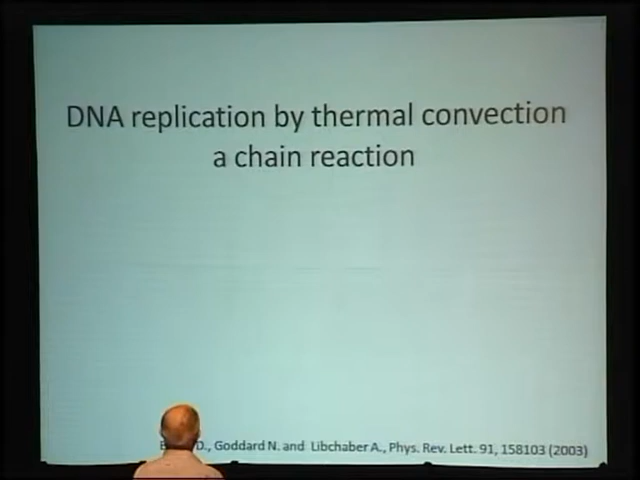 DNA replication by thermal convection
a chain reaction
D., Goddard N. and Libchaber A., Phys. Rev. Lett. 91, 158103 (2003)